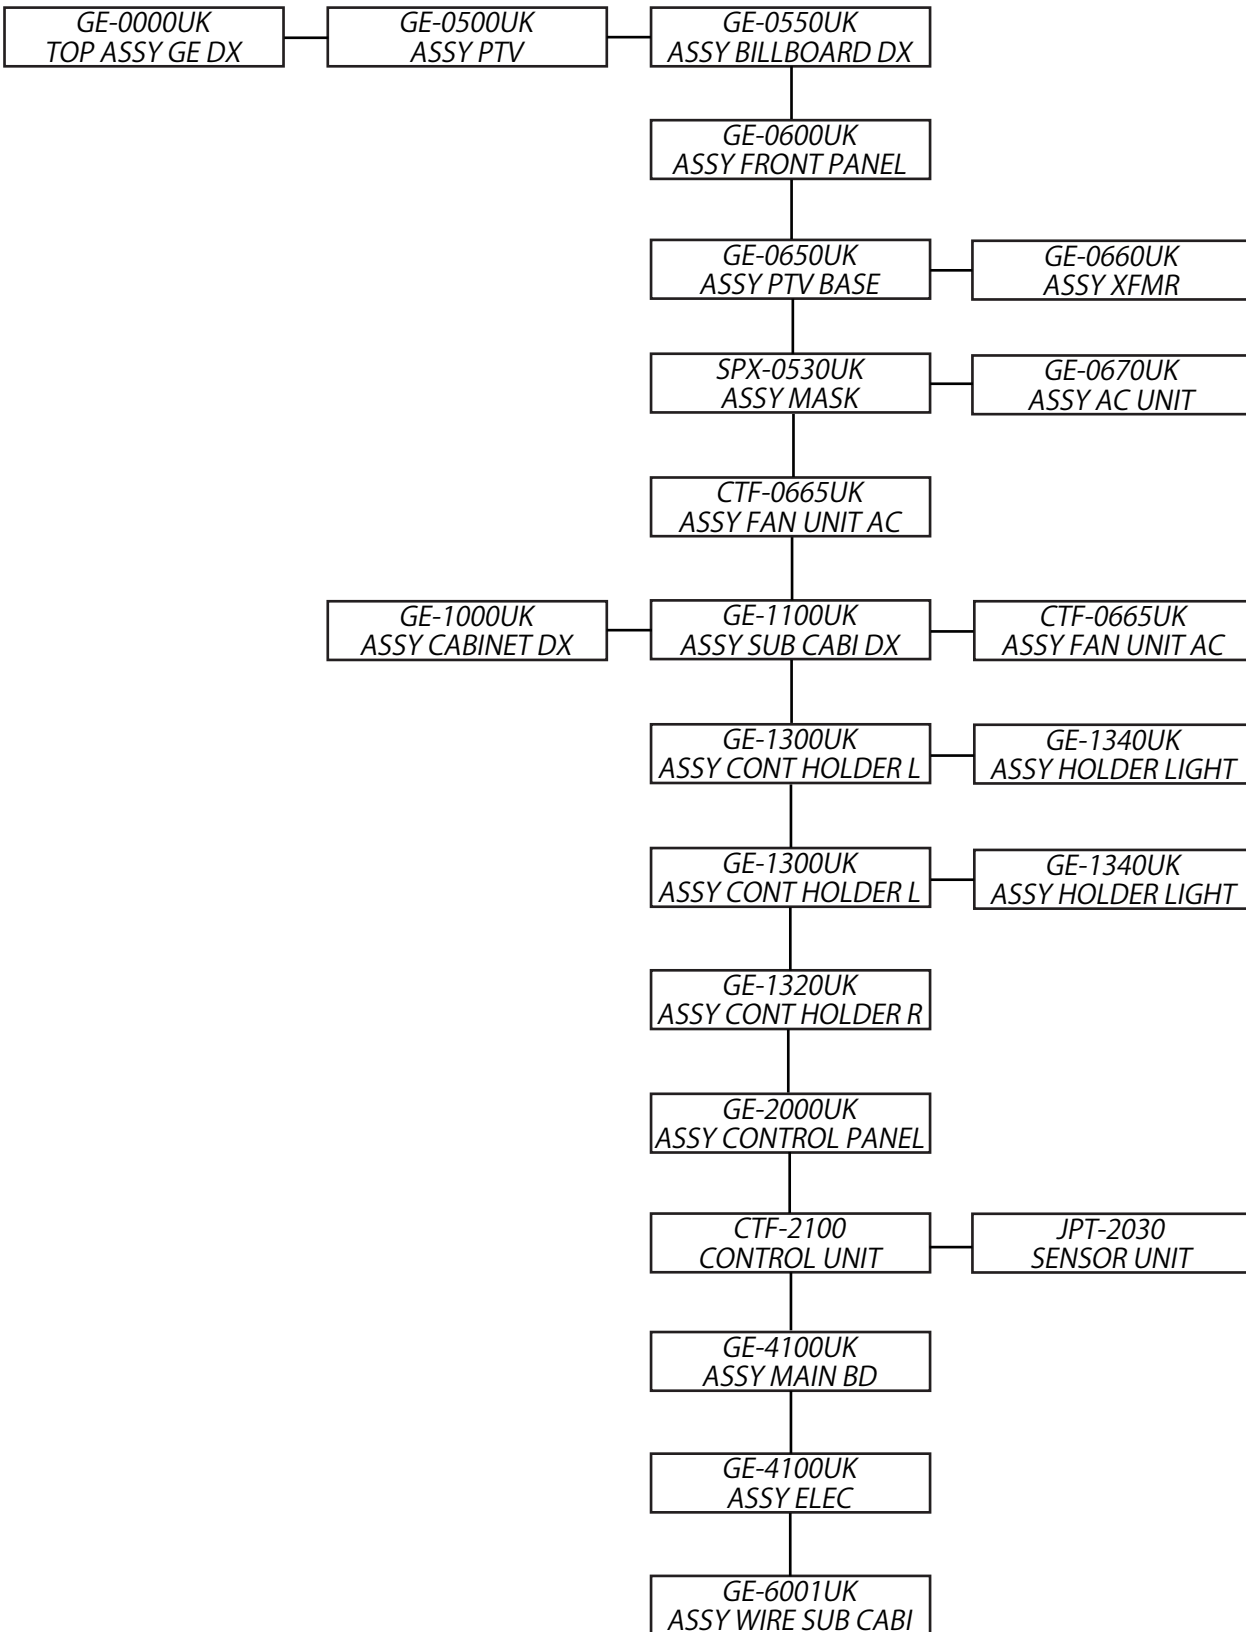 GE-0000UK
TOP ASSY GE DX
GE-0500UK
ASSY PTV
GE-0550UK
ASSY BILLBOARD DX
GE-0600UK
ASSY FRONT PANEL
GE-0650UK
ASSY PTV BASE
GE-0660UK
ASSY XFMR
SPX-0530UK
ASSY MASK
GE-0670UK
ASSY AC UNIT
CTF-0665UK
ASSY FAN UNIT AC
GE-1000UK
ASSY CABINET DX
GE-1100UK
ASSY SUB CABI DX
CTF-0665UK
ASSY FAN UNIT AC
GE-1300UK
ASSY CONT HOLDER L
GE-1340UK
ASSY HOLDER LIGHT
GE-1300UK
ASSY CONT HOLDER L
GE-1340UK
ASSY HOLDER LIGHT
GE-1320UK
ASSY CONT HOLDER R
GE-2000UK
ASSY CONTROL PANEL
CTF-2100
CONTROL UNIT
JPT-2030
SENSOR UNIT
GE-4100UK
ASSY MAIN BD
GE-4100UK
ASSY ELEC
GE-6001UK
ASSY WIRE SUB CABI